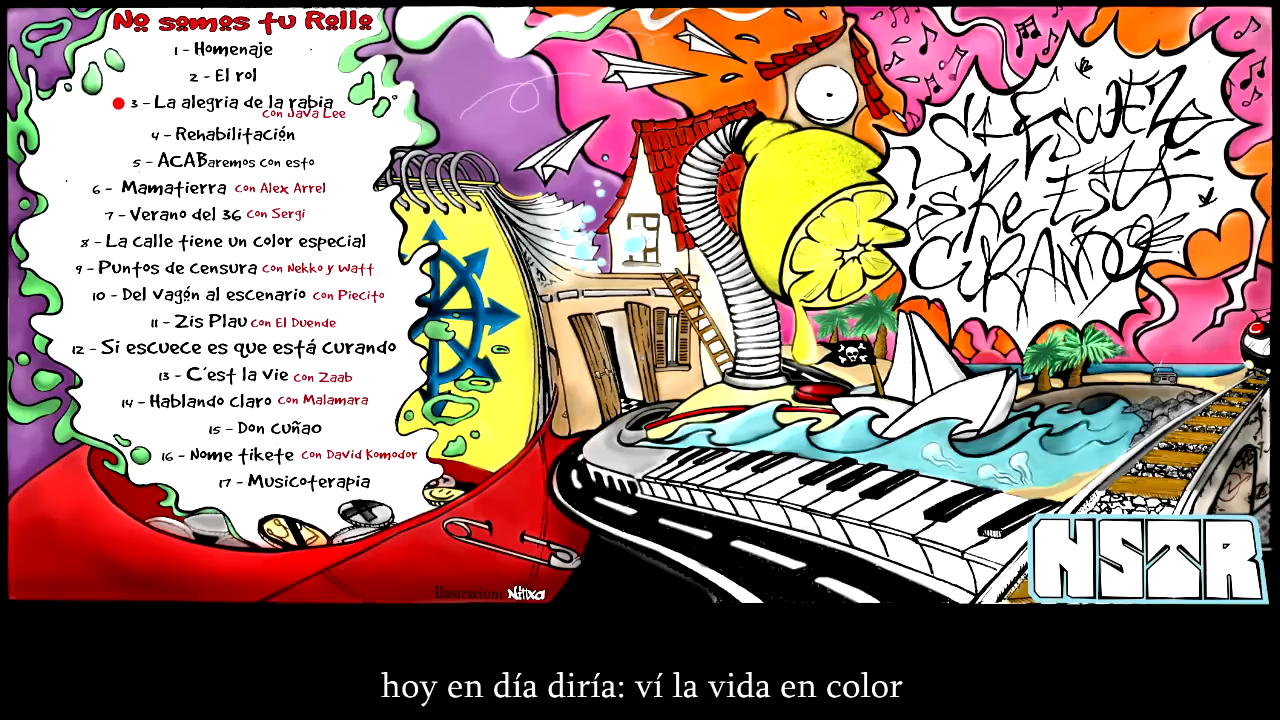 No somos tu Rollo
1 - Homenaje
2 - El rol
3 - La alegria de la rabia
con Java Lee
4 - Rehabilitación
5 - ACABaremos con esto
6 - Mamatierra con Alex Arrel
7 - Verano del 36 con Sergi
8 - La calle tiene un color especial
9 - Puntos de censura con Nekko y Watt
10 - Del vagón al escenario con Piecito
11 - Zis Plau con El Duende
12 - Si escuece es que está curando
13 - C'est la vie con Zaab
14 - Hablando claro con Malamara
15 - Don cuñao
16 - Nome tikete con David Komodor
17 - Musicoterapia
SI ESCUEZE
eske ESTÁ
CURANDO
NSTR
Ilustración:
hoy en día diría: ví la vida en color